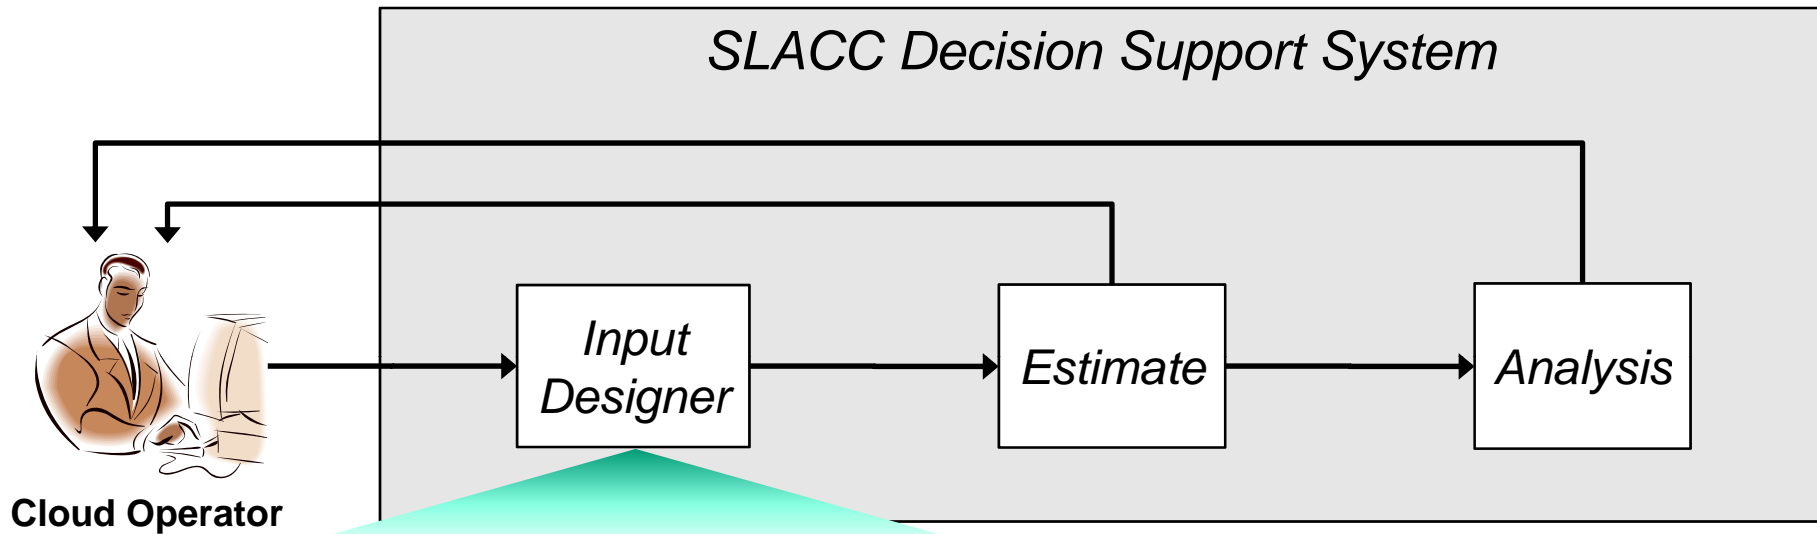 SLACC Decision Support System
Input
Designer
Estimate
Analysis
Cloud Operator